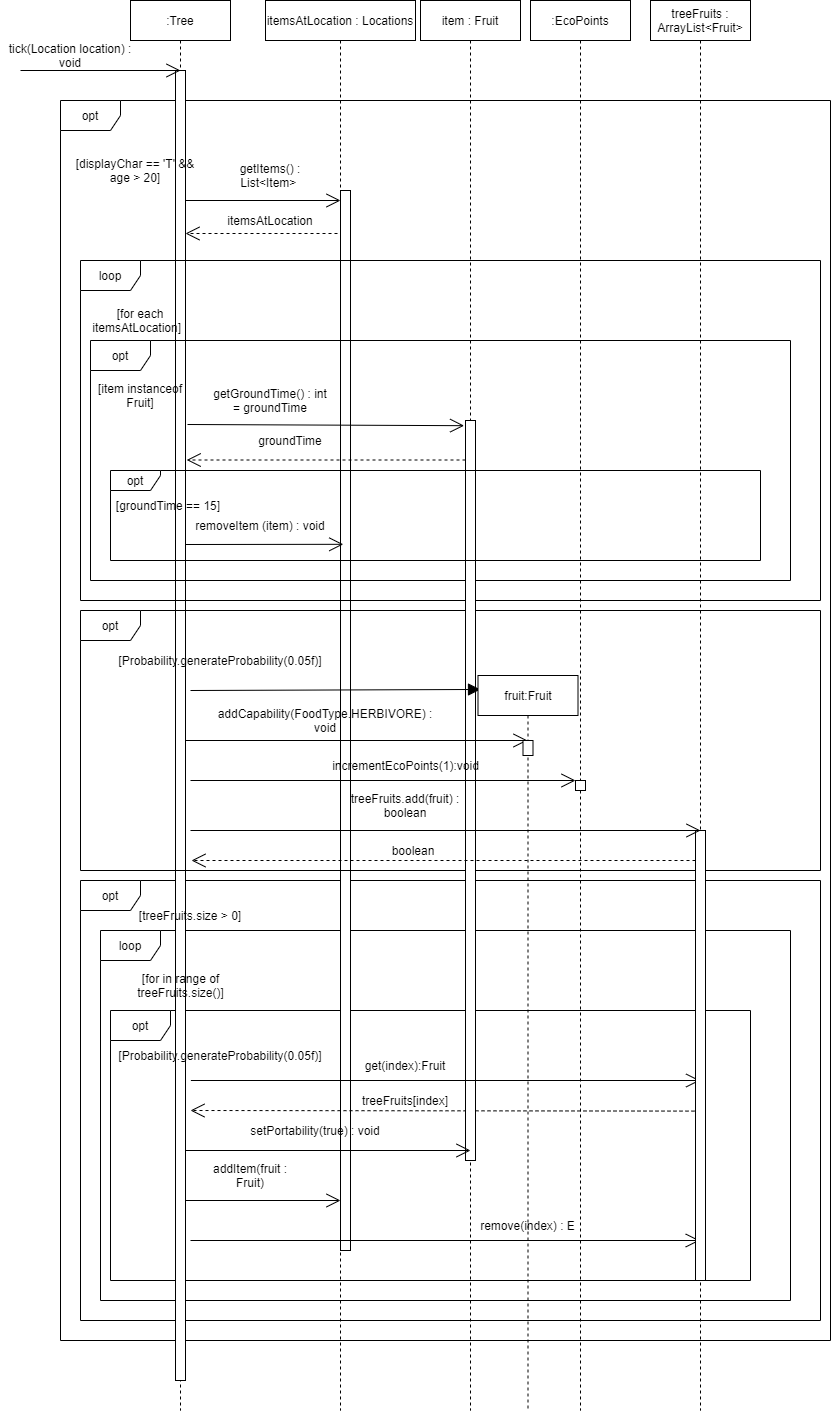 :Tree
itemsAtLocation : Locations
item : Fruit
:EcoPoints
treeFruits :
ArrayList<Fruit>
tick(Location location) :
void
opt
[displayChar == 'T' &&
age > 20]
getItems() :
List<Item>
itemsAtLocation
loop
[for each
itemsAtLocation]
opt
[item instanceof
Fruit]
getGroundTime() : int
= groundTime
groundTime
opt
[groundTime == 15]
removeItem (item) : void
opt
[Probability.generateProbability(0.05f)]
fruit:Fruit
addCapability(FoodType.HERBIVORE) :
void
incrementEcoPoints(1):void
treeFruits.add(fruit) :
boolean
boolean
opt
[treeFruits.size > 0]
loop
[for in range of
treeFruits.size()]
opt
[Probability.generateProbability(0.05f)]
get(index):Fruit
treeFruits[index]
setPortability(true) : void
addItem(fruit :
Fruit)
remove(index) : E